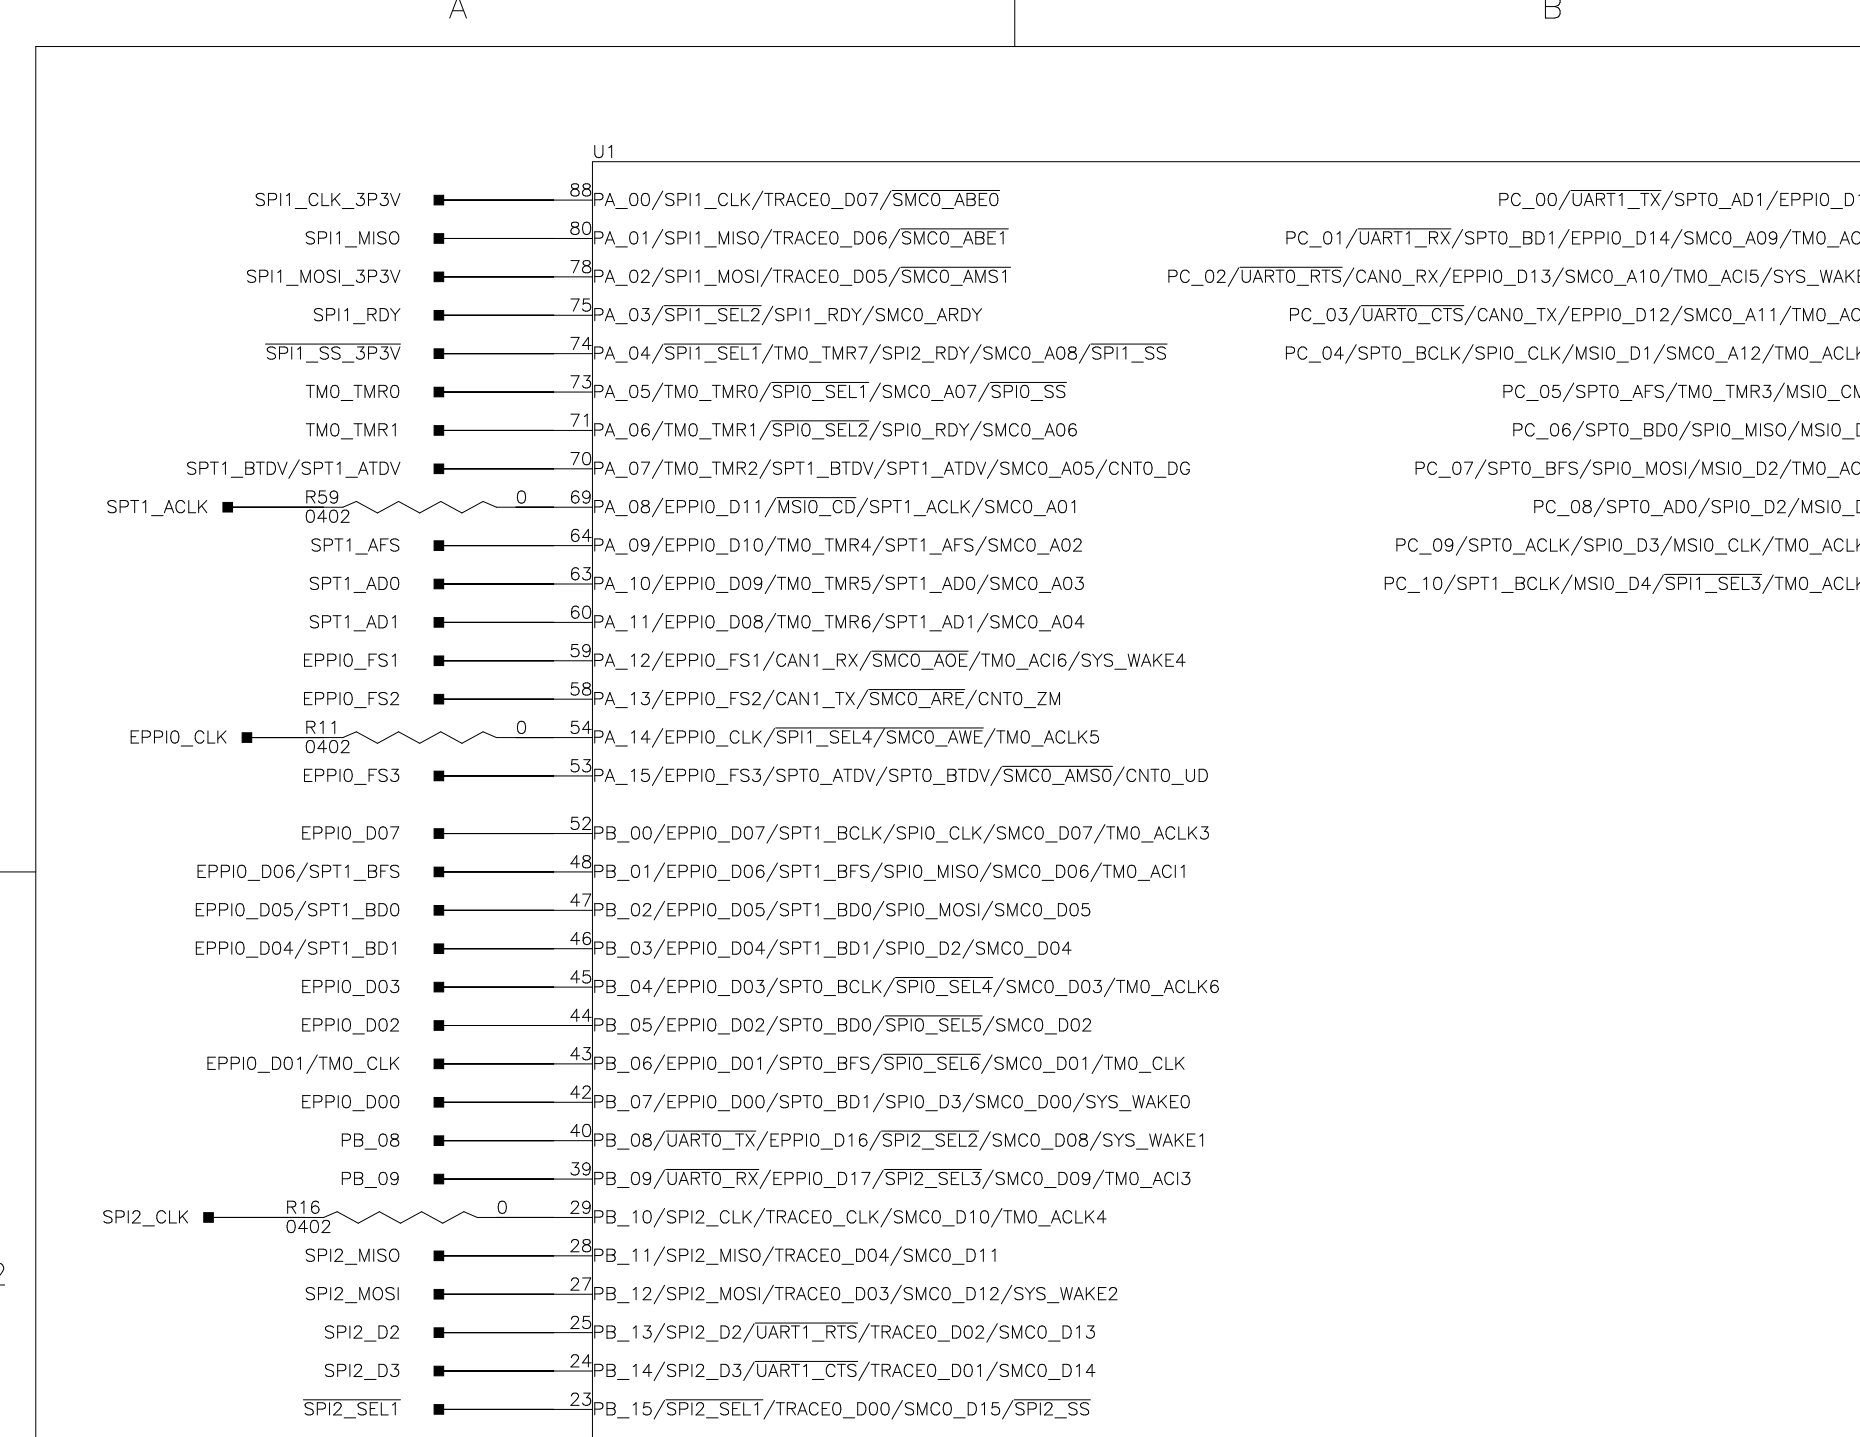 A B
U1
SPI1_CLK_3P3V 88 PA_00/SPI1_CLK/TRACE0_D07/SMC0_ABE0 PC_00/UART1_TX/SPT0_AD1/EPPI0_D1
SPI1_MISO 80 PA_01/SPI1_MISO/TRACE0_D06/SMC0_ABE1 PC_01/UART1_RX/SPT0_BD1/EPPI0_D14/SMC0_A09/TM0_AC
SPI1_MOSI_3P3V 78 PA_02/SPI1_MOSI/TRACE0_D05/SMC0_AMS1 PC_02/UART0_RTS/CAN0_RX/EPPI0_D13/SMC0_A10/TM0_ACI5/SYS_WAKE
SPI1_RDY 75 PA_03/SPI1_SEL2/SPI1_RDY/SMC0_ARDY PC_03/UART0_CTS/CAN0_TX/EPPI0_D12/SMC0_A11/TM0_AC
SPI1_SS_3P3V 74 PA_04/SPI1_SEL1/TM0_TMR7/SPI2_RDY/SMC0_A08/SPI1_SS PC_04/SPT0_BCLK/SPI0_CLK/MSI0_D1/SMC0_A12/TM0_ACLK
TM0_TMR0 73 PA_05/TM0_TMR0/SPI0_SEL1/SMC0_A07/SPI0_SS PC_05/SPT0_AFS/TM0_TMR3/MSI0_CM
TM0_TMR1 71 PA_06/TM0_TMR1/SPI0_SEL2/SPI0_RDY/SMC0_A06 PC_06/SPT0_BD0/SPI0_MISO/MSI0_D
SPT1_BTDV/SPT1_ATDV 70 PA_07/TM0_TMR2/SPT1_BTDV/SPT1_ATDV/SMC0_A05/CNT0_DG PC_07/SPT0_BFS/SPI0_MOSI/MSI0_D2/TM0_AC
SPT1_ACLK R59 0 69 PA_08/EPPI0_D11/MSI0_CD/SPT1_ACLK/SMC0_A01 PC_08/SPT0_AD0/SPI0_D2/MSI0_D
0402
SPT1_AFS 64 PA_09/EPPI0_D10/TM0_TMR4/SPT1_AFS/SMC0_A02 PC_09/SPT0_ACLK/SPI0_D3/MSI0_CLK/TM0_ACLK
SPT1_AD0 63 PA_10/EPPI0_D09/TM0_TMR5/SPT1_AD0/SMC0_A03 PC_10/SPT1_BCLK/MSI0_D4/SPI1_SEL3/TM0_ACLK
SPT1_AD1 60 PA_11/EPPI0_D08/TM0_TMR6/SPT1_AD1/SMC0_A04
EPPI0_FS1 59 PA_12/EPPI0_FS1/CAN1_RX/SMC0_AOE/TM0_ACI6/SYS_WAKE4
EPPI0_FS2 58 PA_13/EPPI0_FS2/CAN1_TX/SMC0_ARE/CNT0_ZM
EPPI0_CLK R11 0 54 PA_14/EPPI0_CLK/SPI1_SEL4/SMC0_AWE/TM0_ACLK5
0402
EPPI0_FS3 53 PA_15/EPPI0_FS3/SPT0_ATDV/SPT0_BTDV/SMC0_AMS0/CNT0_UD
EPPI0_D07 52 PB_00/EPPI0_D07/SPT1_BCLK/SPI0_CLK/SMC0_D07/TM0_ACLK3
EPPI0_D06/SPT1_BFS 48 PB_01/EPPI0_D06/SPT1_BFS/SPI0_MISO/SMC0_D06/TM0_ACI1
EPPI0_D05/SPT1_BD0 47 PB_02/EPPI0_D05/SPT1_BD0/SPI0_MOSI/SMC0_D05
EPPI0_D04/SPT1_BD1 46 PB_03/EPPI0_D04/SPT1_BD1/SPI0_D2/SMC0_D04
EPPI0_D03 45 PB_04/EPPI0_D03/SPT0_BCLK/SPI0_SEL4/SMC0_D03/TM0_ACLK6
EPPI0_D02 44 PB_05/EPPI0_D02/SPT0_BD0/SPI0_SEL5/SMC0_D02
EPPI0_D01/TM0_CLK 43 PB_06/EPPI0_D01/SPT0_BFS/SPI0_SEL6/SMC0_D01/TM0_CLK
EPPI0_D00 42 PB_07/EPPI0_D00/SPT0_BD1/SPI0_D3/SMC0_D00/SYS_WAKE0
PB_08 40 PB_08/UART0_TX/EPPI0_D16/SPI2_SEL2/SMC0_D08/SYS_WAKE1
PB_09 39 PB_09/UART0_RX/EPPI0_D17/SPI2_SEL3/SMC0_D09/TM0_ACI3
SPI2_CLK R16 0 29 PB_10/SPI2_CLK/TRACE0_CLK/SMC0_D10/TM0_ACLK4
0402
SPI2_MISO 28 PB_11/SPI2_MISO/TRACE0_D04/SMC0_D11
2
SPI2_MOSI 27 PB_12/SPI2_MOSI/TRACE0_D03/SMC0_D12/SYS_WAKE2
SPI2_D2 25 PB_13/SPI2_D2/UART1_RTS/TRACE0_D02/SMC0_D13
SPI2_D3 24 PB_14/SPI2_D3/UART1_CTS/TRACE0_D01/SMC0_D14
SPI2_SEL1 23 PB_15/SPI2_SEL1/TRACE0_D00/SMC0_D15/SPI2_SS